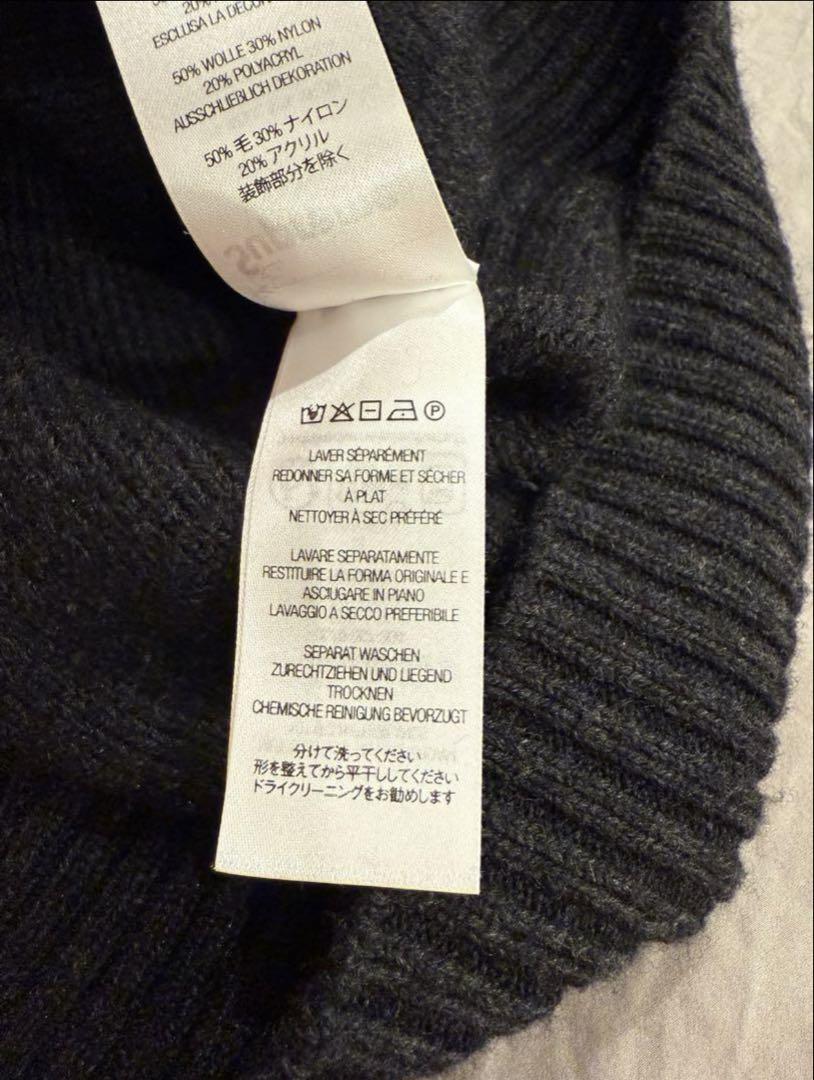 20%
ESCLUSA LA DECOR
50% WOLLE 30% NYLON
20% POLYACRYL
AUSSCHLIEBLICH DEKORATION
50% 毛 30% ナイロン
20% アクリル
装飾部分を除く
P
LAVER SÉPARÉMENT
REDONNER SA FORME ET SÉCHER
À PLAT
NETTOYER À SEC PRÉFÉRÉ
LAVARE SEPARATAMENTE
RESTITUIRE LA FORMA ORIGINALE E
ASCIUGARE IN PIANO
LAVAGGIO A SECCO PREFERIBILE
SEPARAT WASCHEN
ZURECHTZIEHEN UND LIEGEND
TROCKNEN
CHEMISCHE REINIGUNG BEVORZUGT
分けて洗ってください
形を整えてから平干ししてください
ドライクリーニングをお勧めします